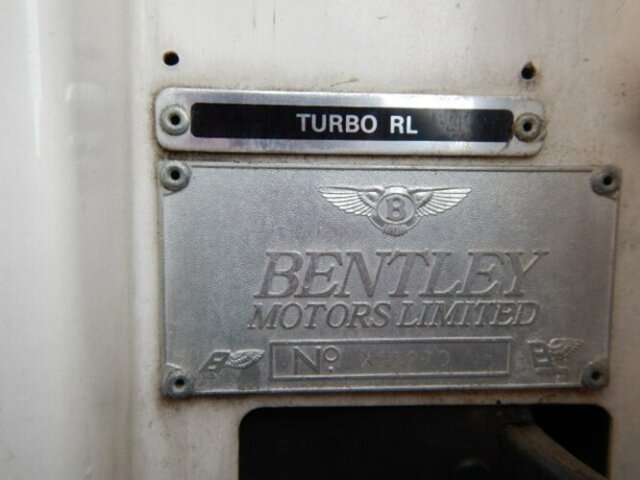 TURBO RL
B
BENTLEY
MOTORS LIMITED
Nº